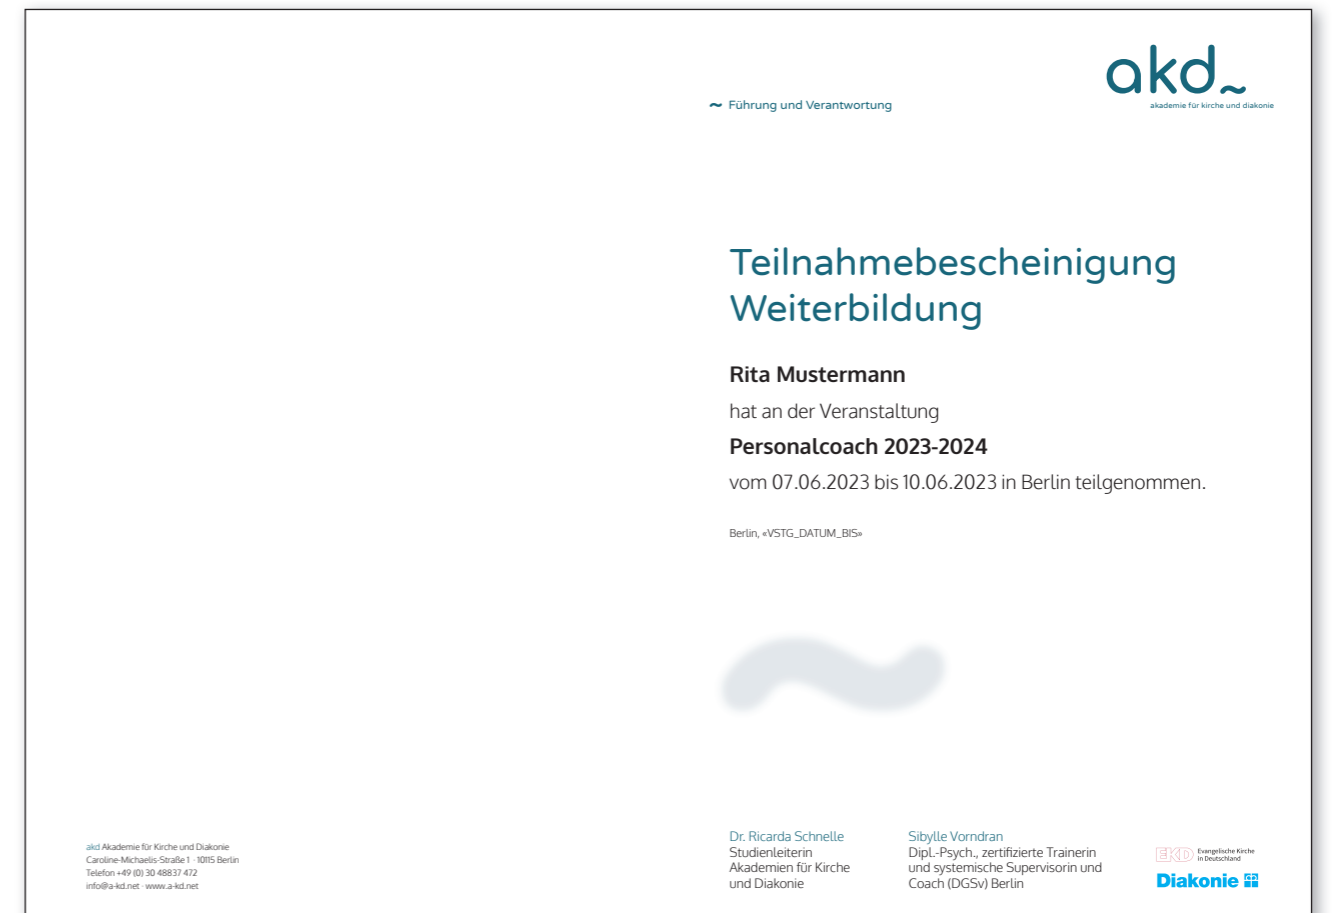 akd~
akademie für kirche und diakonie
~ Führung und Verantwortung
Teilnahmebescheinigung
Weiterbildung
Rita Mustermann
hat an der Veranstaltung
Personalcoach 2023-2024
vom 07.06.2023 bis 10.06.2023 in Berlin teilgenommen.
Berlin, «VSTG_DATUM_BIS»
akd Akademie für Kirche und Diakonie
Caroline-Michaelis-Straße 1 · 10115 Berlin
Telefon +49 (0) 30 48837 472
info@a-kd.net · www.a-kd.net
Dr. Ricarda Schnelle
Studienleiterin
Akademien für Kirche
und Diakonie
Sibylle Vorndran
Dipl.-Psych., zertifizierte Trainerin
und systemische Supervisorin und
Coach (DGSv) Berlin
EKD Evangelische Kirche
in Deutschland
Diakonie